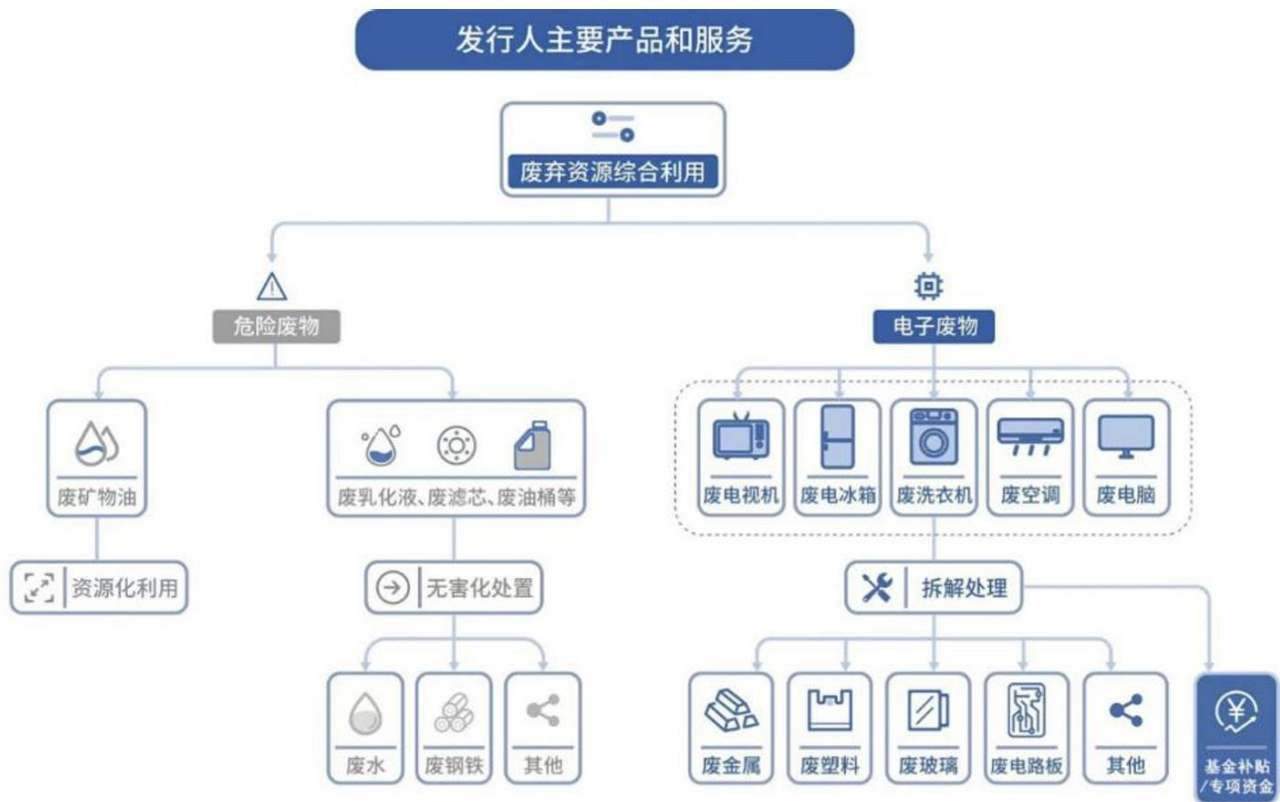 发行人主要产品和服务
废弃资源综合利用
危险废物
电子废物
废矿物油
废乳化液、废滤芯、废油桶等
废电视机
废电冰箱
废洗衣机
废空调
废电脑
资源化利用
无害化处置
拆解处理
废水
废钢铁
其他
废金属
废塑料
废玻璃
废电路板
其他
¥
基金补贴
/专项资金